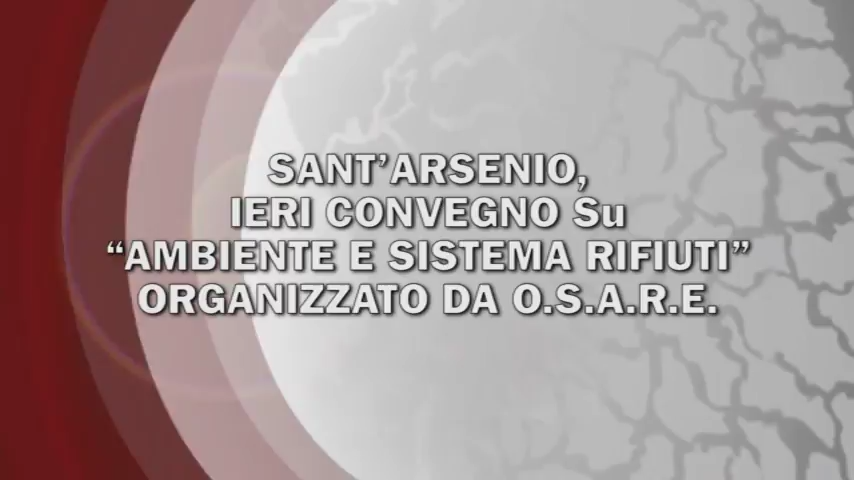 SANT’ARSENIO,
IERI CONVEGNO Su
“AMBIENTE E SISTEMA RIFIUTI”
ORGANIZZATO DA O.S.A.R.E.